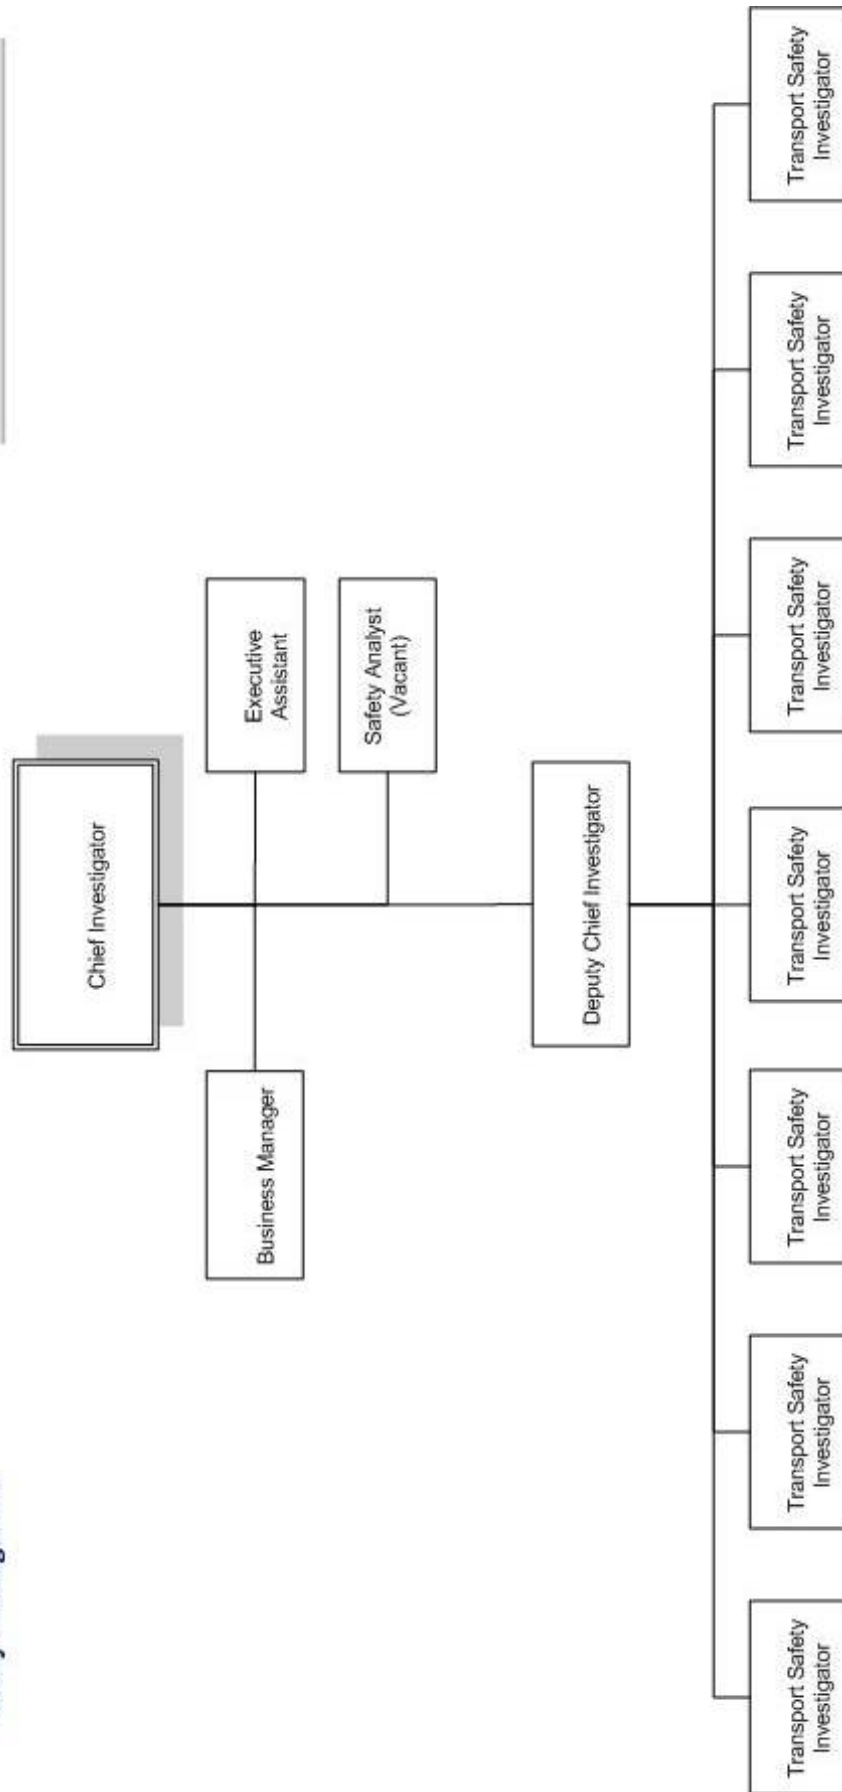 Chief Investigator
Business Manager
Executive
Assistant
Safety Analyst
(Vacant)
Deputy Chief Investigator
Transport Safety
Investigator
Transport Safety
Investigator
Transport Safety
Investigator
Transport Safety
Investigator
Transport Safety
Investigator
Transport Safety
Investigator
Transport Safety
Investigator